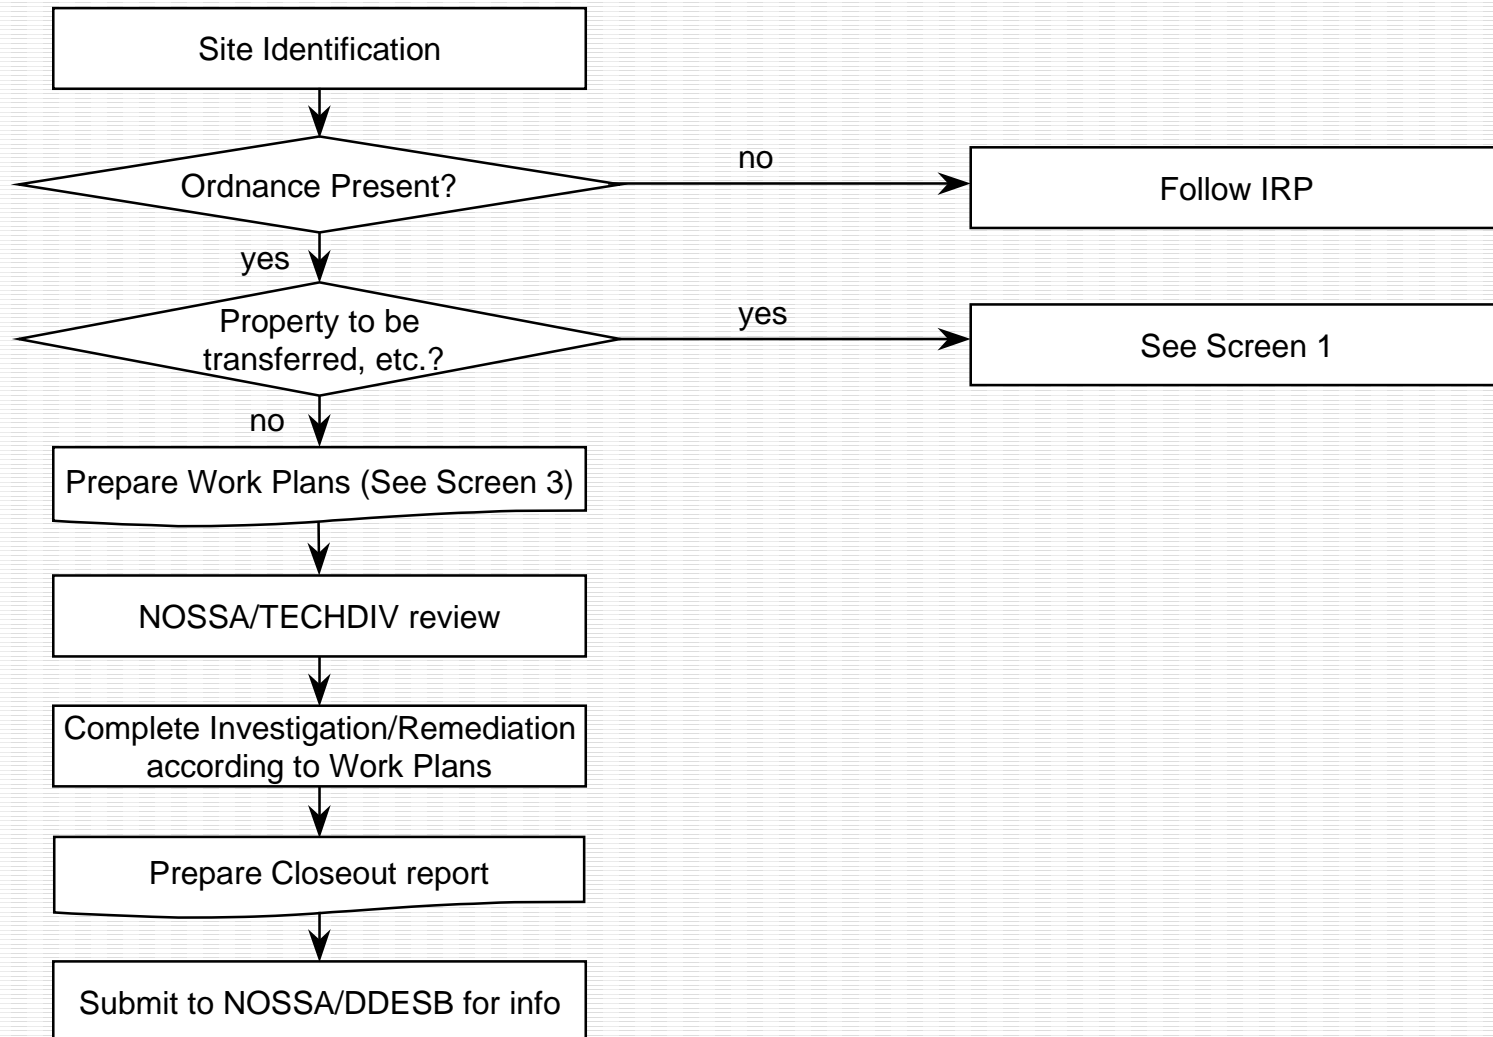 Site Identification
Ordnance Present?
no
Follow IRP
yes
Property to be
transferred, etc.?
yes
See Screen 1
no
Prepare Work Plans (See Screen 3)
NOSSA/TECHDIV review
Complete Investigation/Remediation
according to Work Plans
Prepare Closeout report
Submit to NOSSA/DDESB for info